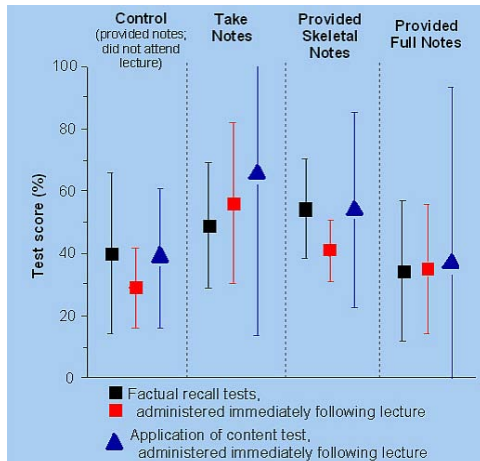 Control
(provided notes;
did not attend
lecture)
Take
Notes
Provided
Skeletal
Notes
Provided
Full Notes
100
80
60
40
20
0
Test score (%)
Factual recall tests,
administered immediately following lecture
Application of content test,
administered immediately following lecture